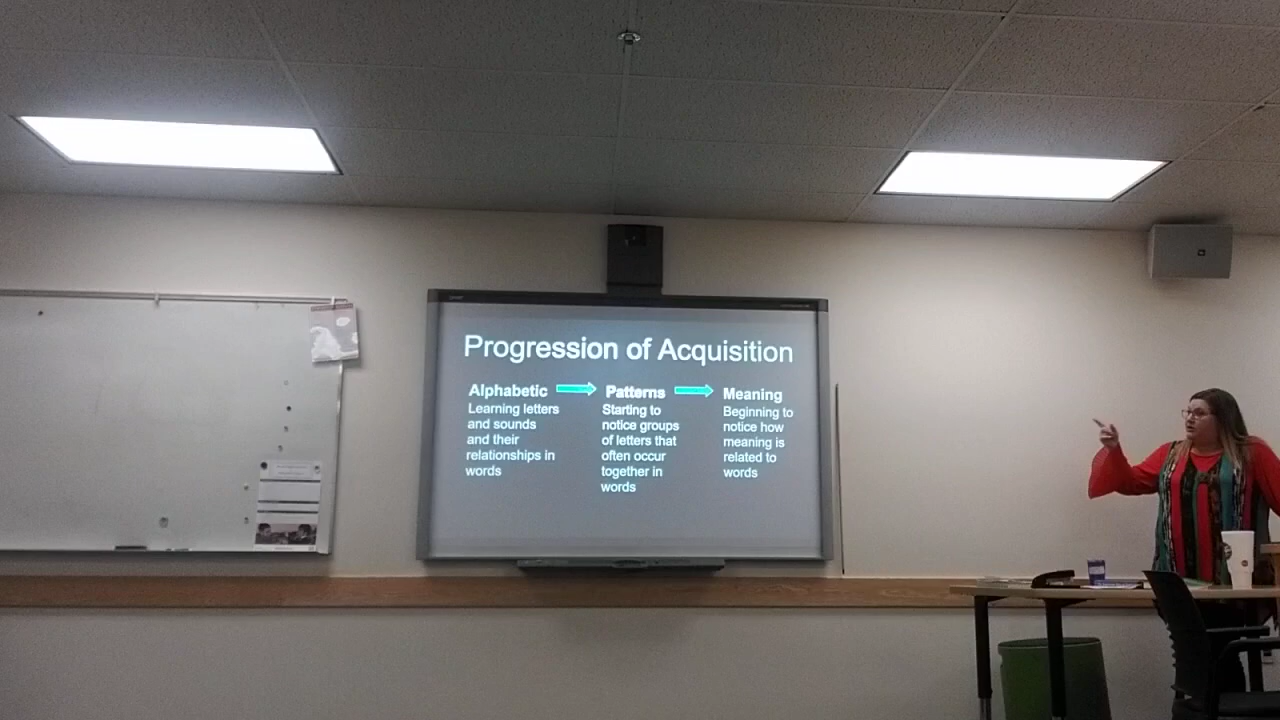 Progression of Acquisition
Alphabetic
Learning letters
and sounds
and their
relationships in
words
Patterns
Starting to
notice groups
of letters that
often occur
together in
words
Meaning
Beginning to
notice how
meaning is
related to
words